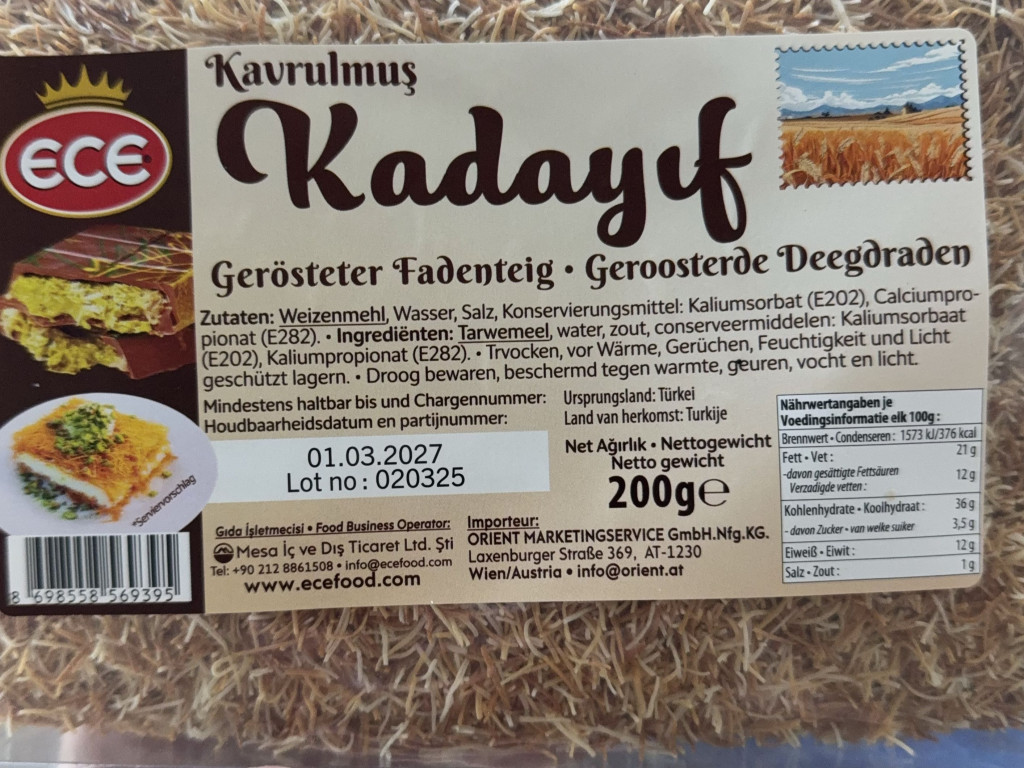 ECE
Kavrulmuş
Kadayıf
Gerösteter Fadenteig • Geroosterde Deegdraden
Zutaten: Weizenmehl, Wasser, Salz, Konservierungsmittel: Kaliumsorbat (E202), Calciumpro-
pionat (E282). • Ingrediënten: Tarwemeel, water, zout, conserveermiddelen: Kaliumsorbaat
(E202), Kaliumpropionat (E282). • Trvocken, vor Wärme, Gerüchen, Feuchtigkeit und Licht
geschützt lagern. • Droog bewaren, beschermd tegen warmte, geuren, vocht en licht.
Mindestens haltbar bis und Chargennummer:
Houdbaarheidsdatum en partijnummer:
01.03.2027
Lot no : 020325
Ursprungsland: Türkei
Land van herkomst: Turkije
Net Ağırlık • Nettogewicht
Netto gewicht
200g℮
Nährwertangaben je
Voedingsinformatie elk 100g :
Brennwert • Condenseren : 1573 kJ/376 kcal
Fett • Vet : 21 g
-davon gesättigte Fettsäuren
Verzadigde vetten : 12 g
Kohlenhydrate • Koolhydraat : 36 g
- davon Zucker • van welke suiker 3,5 g
Eiweiß • Eiwit : 12 g
Salz • Zout : 1 g
*Serviervorschlag
Gıda İşletmecisi • Food Business Operator:
Mesa İç ve Dış Ticaret Ltd. Şti
Tel: +90 212 8861508 • info@ecefood.com
www.ecefood.com
Importeur:
ORIENT MARKETINGSERVICE GmbH.Nfg.KG.
Laxenburger Straße 369, AT-1230
Wien/Austria • info@orient.at
8 698558 569395